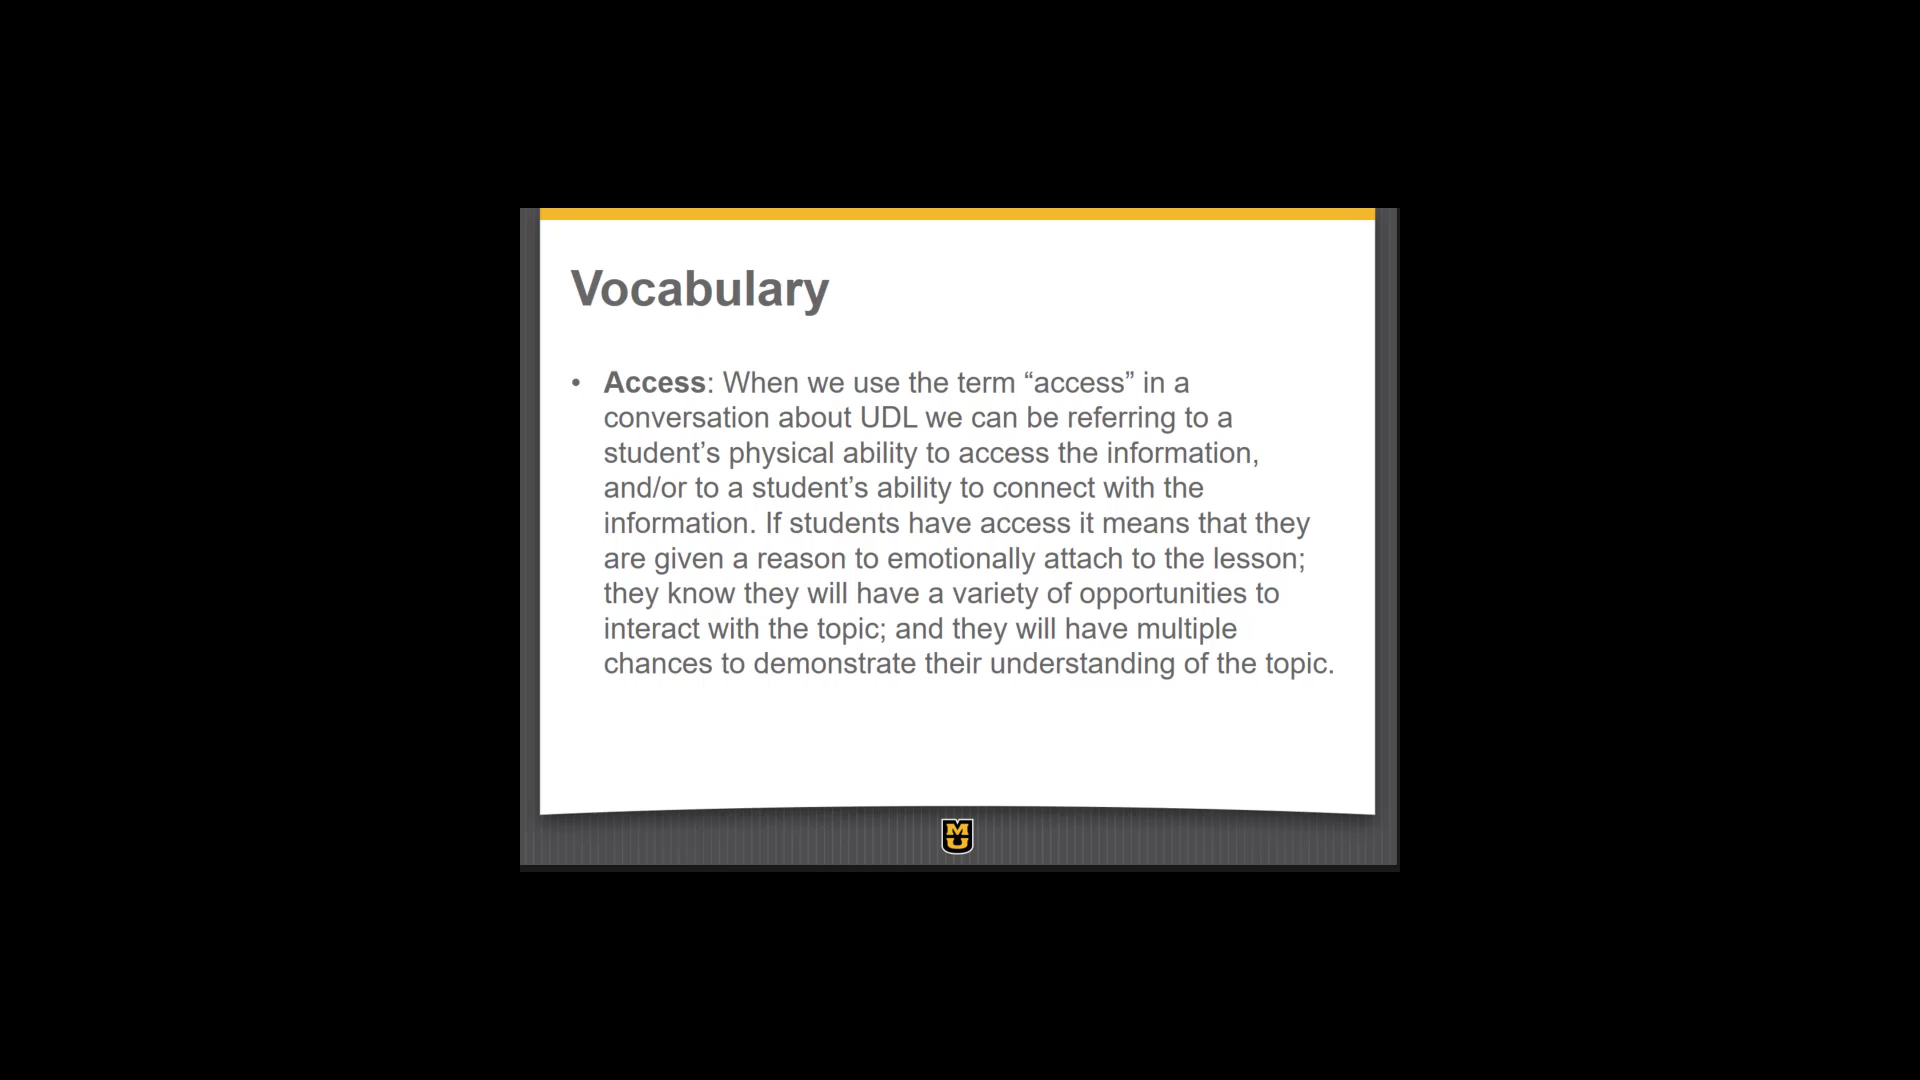 Vocabulary
• Access: When we use the term “access” in a
conversation about UDL we can be referring to a
student’s physical ability to access the information,
and/or to a student’s ability to connect with the
information. If students have access it means that they
are given a reason to emotionally attach to the lesson;
they know they will have a variety of opportunities to
interact with the topic; and they will have multiple
chances to demonstrate their understanding of the topic.
MU